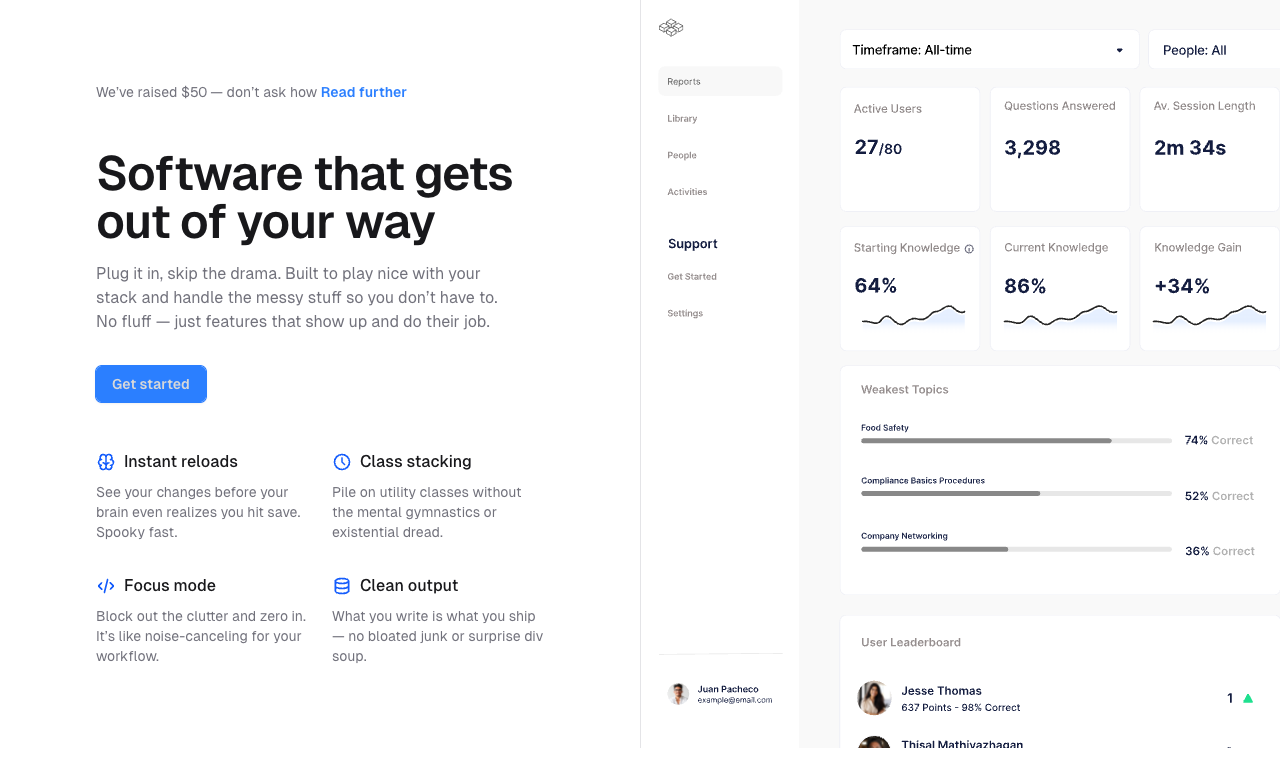 We've raised $50 — don't ask how Read further
Software that gets
out of your way
Plug it in, skip the drama. Built to play nice with your
stack and handle the messy stuff so you don't have to.
No fluff — just features that show up and do their job.
Get started
Instant reloads
See your changes before your
brain even realizes you hit save.
Spooky fast.
Class stacking
Pile on utility classes without
the mental gymnastics or
existential dread.
Focus mode
Block out the clutter and zero in.
It's like noise-canceling for your
workflow.
Clean output
What you write is what you ship
— no bloated junk or surprise div
soup.
Reports
Library
People
Activities
Support
Get Started
Settings
Juan Pacheco
example@email.com
Timeframe: All-time
People: All
Active Users
27/80
Questions Answered
3,298
Av. Session Length
2m 34s
Starting Knowledge
64%
Current Knowledge
86%
Knowledge Gain
+34%
Weakest Topics
Food Safety
74% Correct
Compliance Basics Procedures
52% Correct
Company Networking
36% Correct
User Leaderboard
Jesse Thomas
637 Points - 98% Correct
1
Thisal Mathiyazhagan